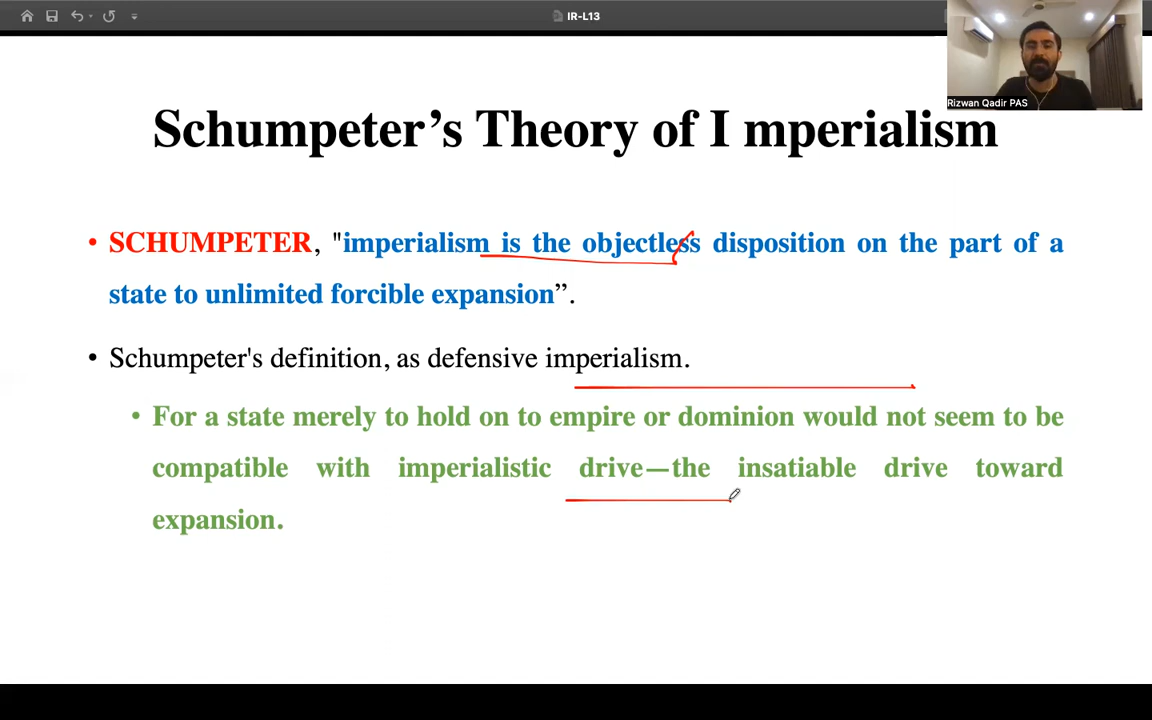 IR-L13
Rizwan Qadir PAS
Schumpeter’s Theory of I mperialism
• SCHUMPETER, "imperialism is the objectless disposition on the part of a
state to unlimited forcible expansion”.
• Schumpeter's definition, as defensive imperialism.
• For a state merely to hold on to empire or dominion would not seem to be
compatible with imperialistic drive—the insatiable drive toward
expansion.